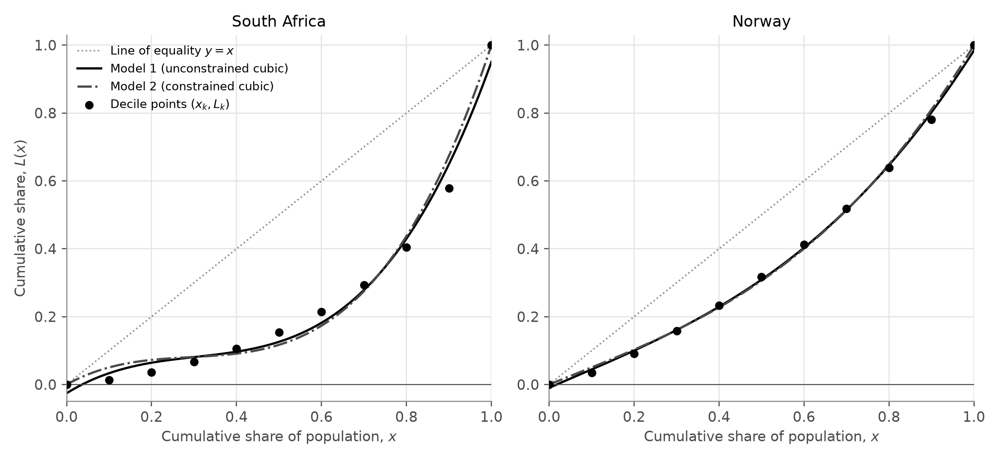 South Africa
Line of equality y = x
Model 1 (unconstrained cubic)
Model 2 (constrained cubic)
Decile points (xₖ, Lₖ)
Cumulative share, L(x)
1.0
0.8
0.6
0.4
0.2
0.0
0.0 0.2 0.4 0.6 0.8 1.0
Cumulative share of population, x
Norway
1.0
0.8
0.6
0.4
0.2
0.0
0.0 0.2 0.4 0.6 0.8 1.0
Cumulative share of population, x